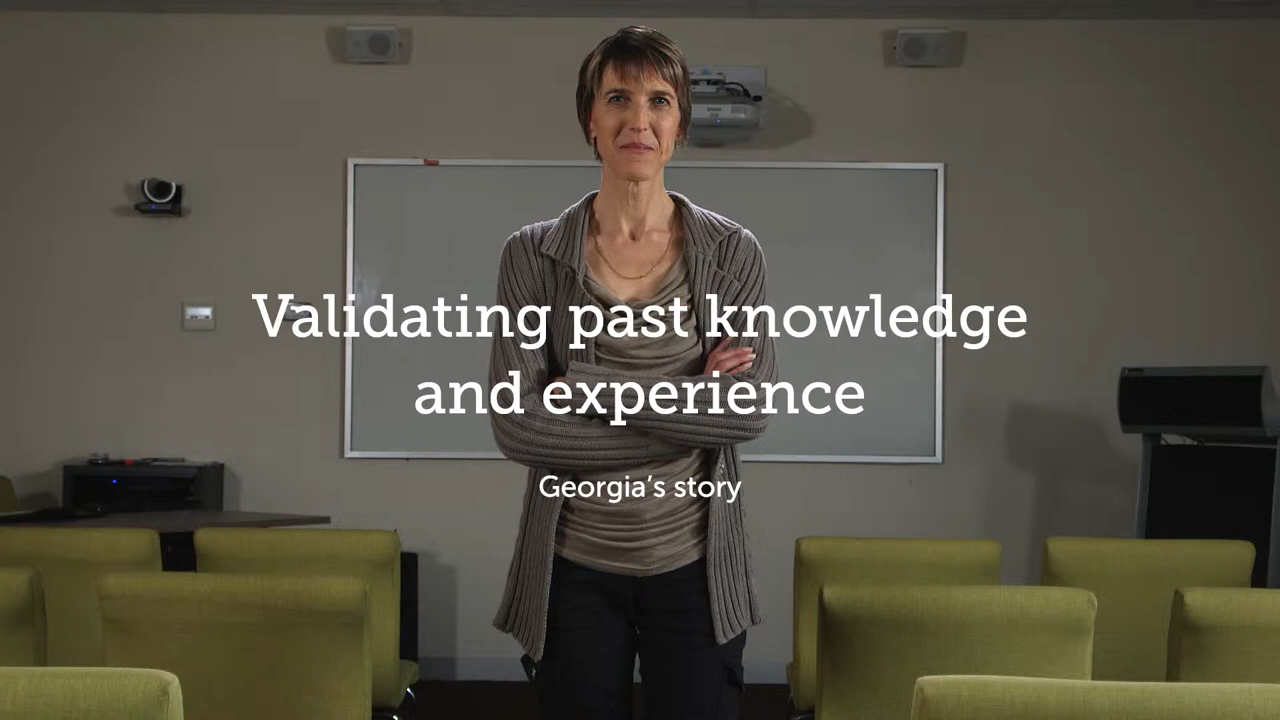 Validating past knowledge
and experience
Georgia's story